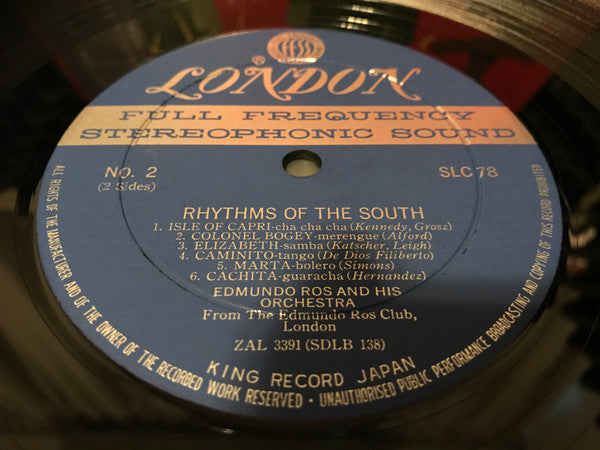 ® LONDON
FULL FREQUENCY
STEREOPHONIC SOUND
NO. 2
(2 Sides)
SLC 78
RHYTHMS OF THE SOUTH
1. ISLE OF CAPRI-cha cha cha (Kennedy, Grosz)
2. COLONEL BOGEY-merengue (Alford)
3. ELIZABETH-samba (Katscher, Leigh)
4. CAMINITO-tango (De Dios Filiberto)
5. MARTA-bolero (Simons)
6. CACHITA-guaracha (Hernandez)
EDMUNDO ROS AND HIS
ORCHESTRA
From The Edmundo Ros Club,
London
ZAL 3391 (SDLB 138)
KING RECORD JAPAN
ALL RIGHTS OF THE MANUFACTURER AND OF THE OWNER OF THE RECORDED WORK RESERVED · UNAUTHORISED PUBLIC PERFORMANCE BROADCASTING AND COPYING OF THIS RECORD PROHIBITED